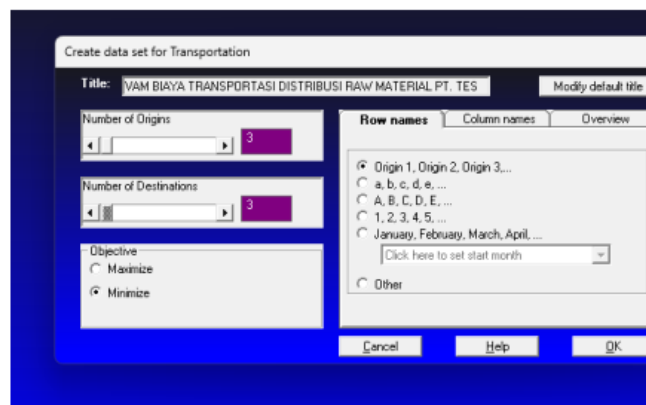 Create data set for Transportation
Title: VAM BIAYA TRANSPORTASI DISTRIBUSI RAW MATERIAL PT. TES
Modify default title
Number of Origins
3
Number of Destinations
3
Objective
Maximize
Minimize
Row names
Column names
Overview
Origin 1, Origin 2, Origin 3,...
a, b, c, d, e, ...
A, B, C, D, E, ...
1, 2, 3, 4, 5, ...
January, February, March, April, ...
Click here to set start month
Other
Cancel
Help
OK